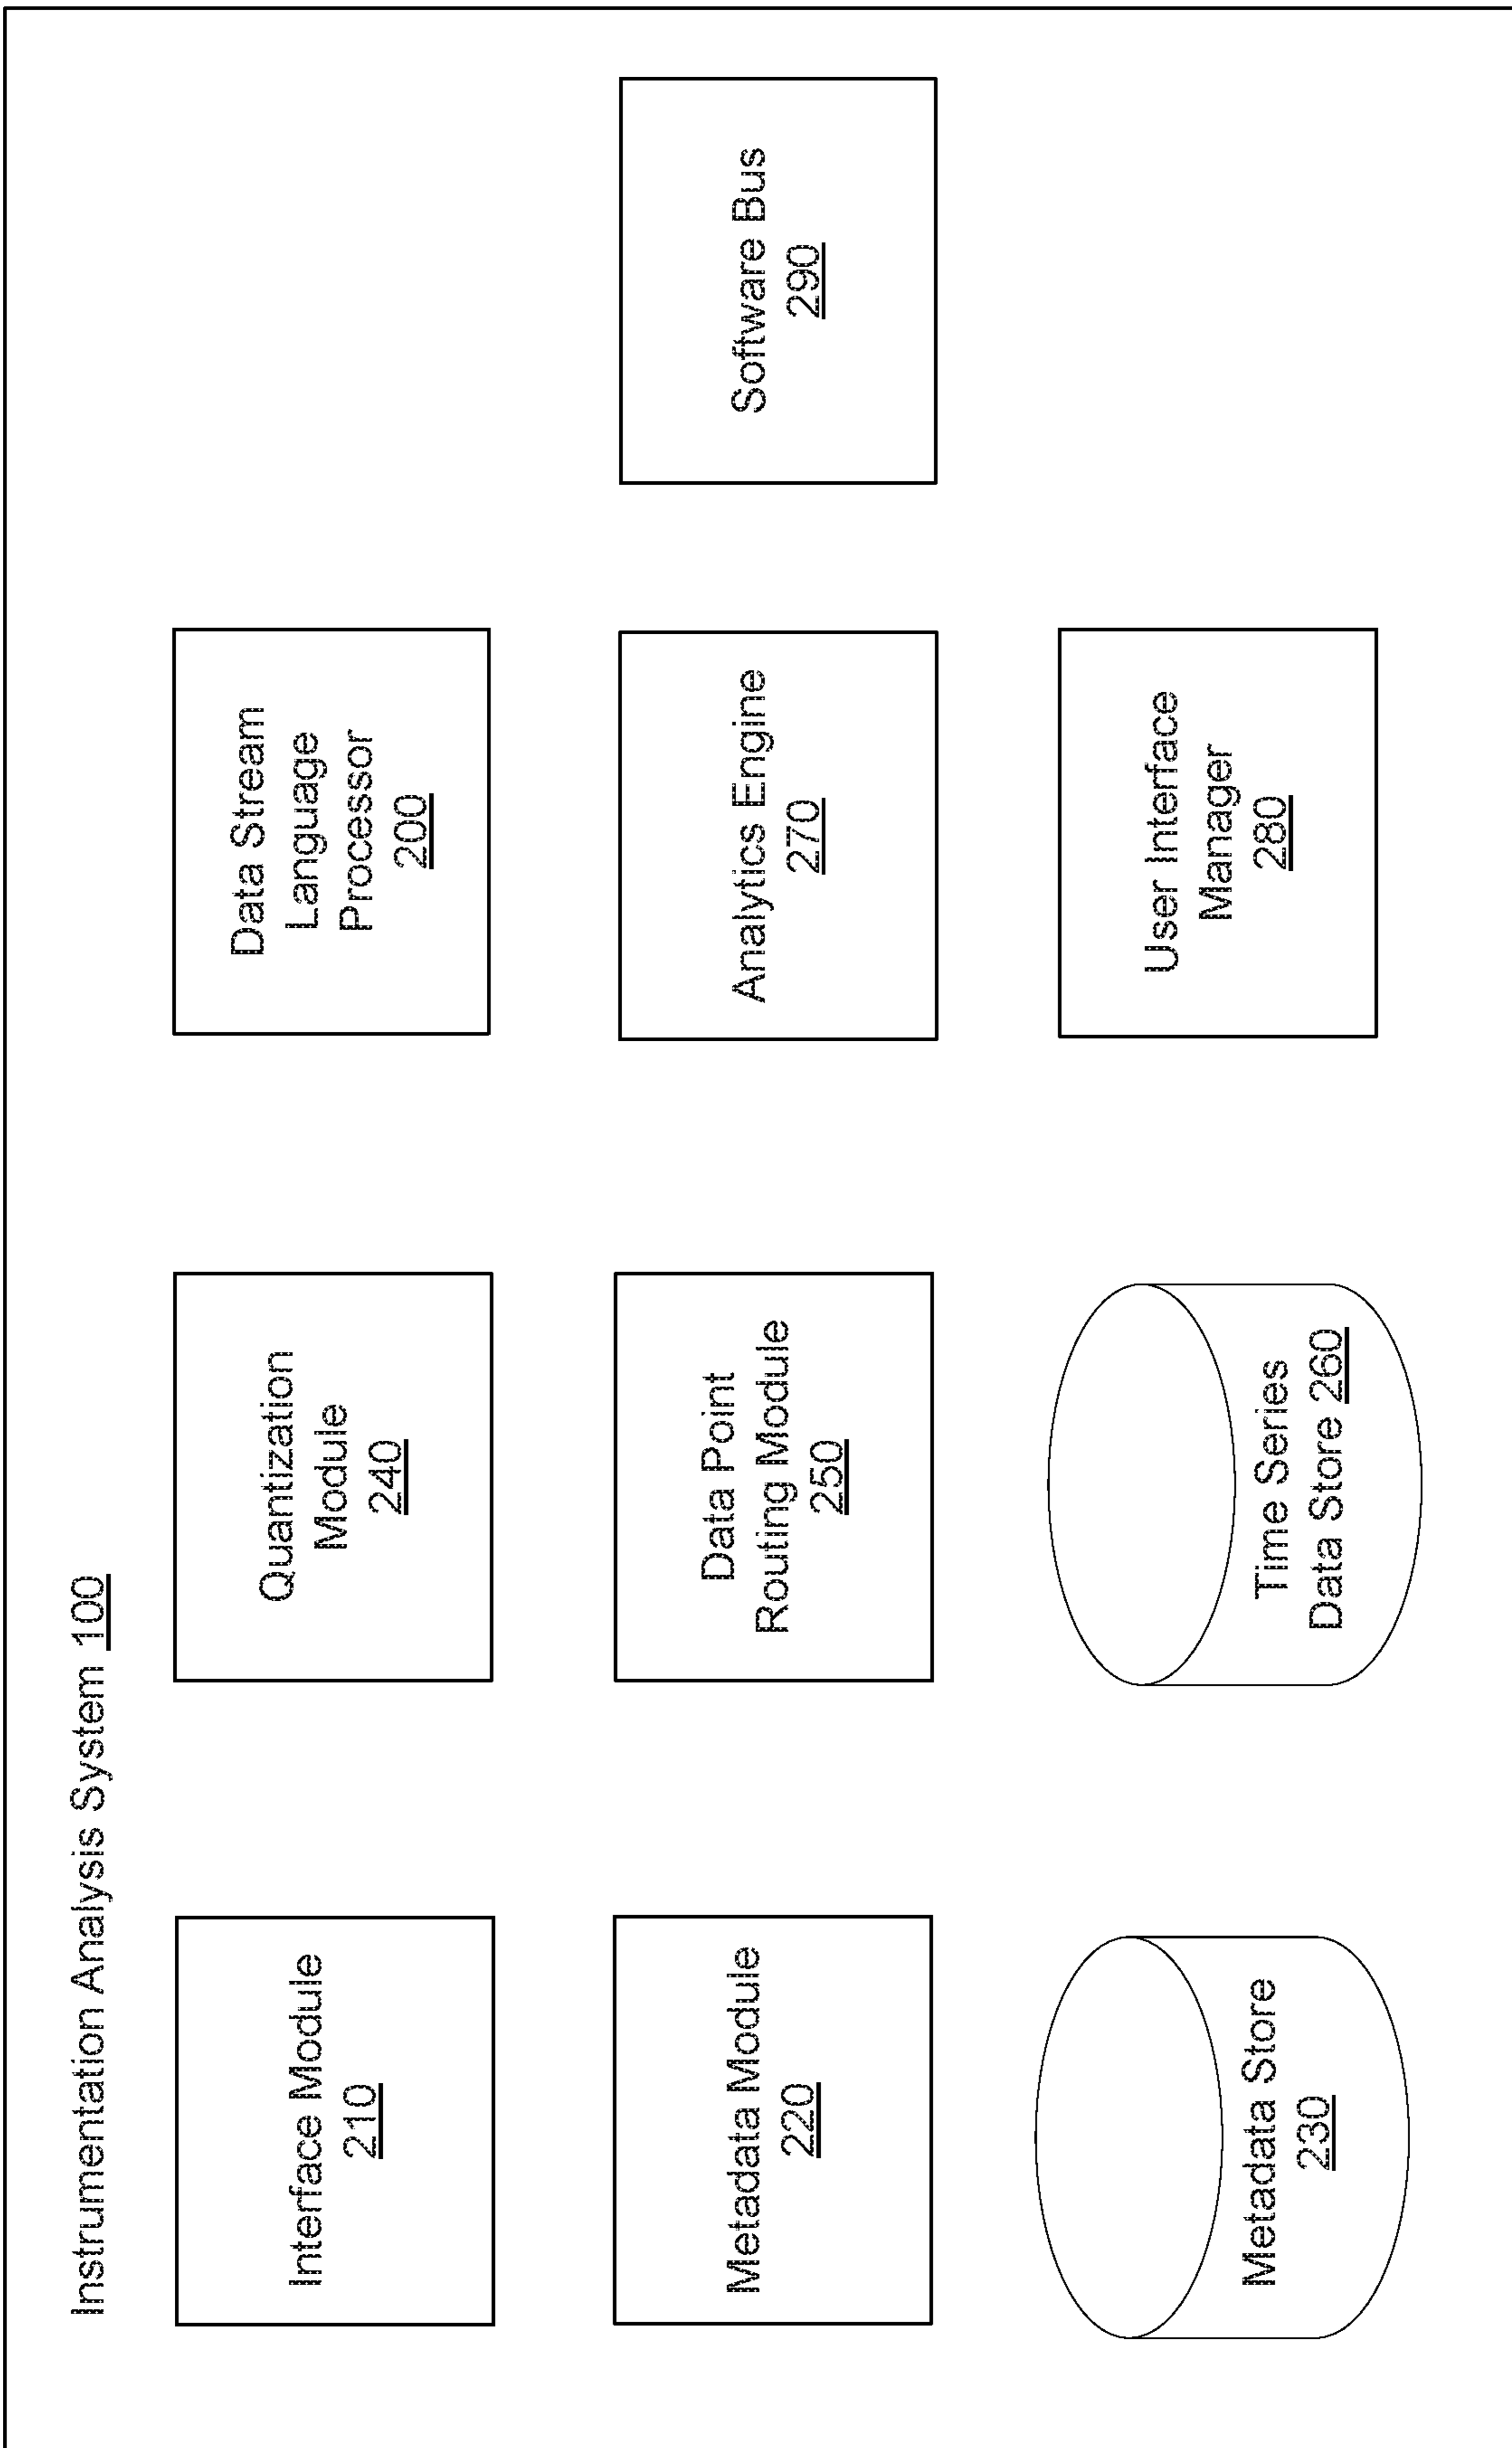 Instrumentation Analysis System 100
Interface Module
210
Quantization
Module
240
Data Stream
Language
Processor
200
Metadata Module
220
Data Point
Routing Module
250
Analytics Engine
270
Software Bus
290
Metadata Store
230
Time Series
Data Store 260
User Interface
Manager
280